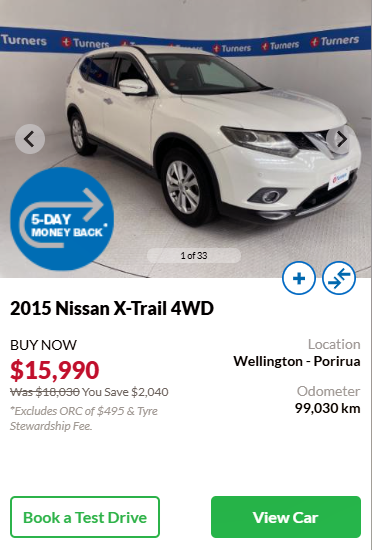 Turners
Turners
Turners
Turners
Turners
5-DAY
MONEY BACK*
1 of 33
2015 Nissan X-Trail 4WD
BUY NOW
$15,990
Was $18,030 You Save $2,040
*Excludes ORC of $495 & Tyre
Stewardship Fee.
Location
Wellington - Porirua
Odometer
99,030 km
Book a Test Drive
View Car